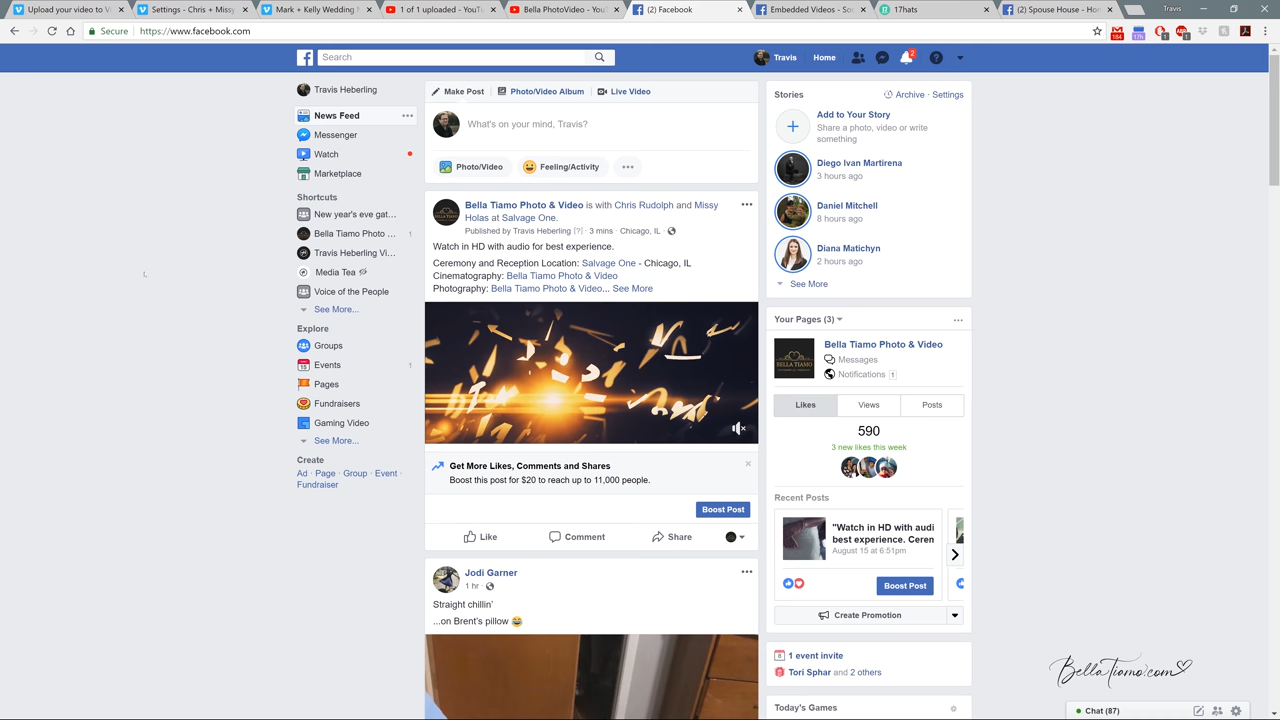 Upload your video to V
Settings - Chris + Missy
Mark + Kelly Wedding
1 of 1 uploaded - YouTu
Bella PhotoVideo - YouT
(2) Facebook
Embedded Videos - So
17hats
(2) Spouse House - Hom
Travis
Secure
https://www.facebook.com
184
17h
1
1
Search
Travis
Home
2
Travis Heberling
News Feed
Messenger
Watch
Marketplace
Shortcuts
New year's eve gat...
Bella Tiamo Photo ... 1
Travis Heberling Vi...
Media Tea
Voice of the People
See More...
Explore
Groups
Events 1
Pages
Fundraisers
Gaming Video
See More...
Create
Ad · Page · Group · Event ·
Fundraiser
Make Post
Photo/Video Album
Live Video
What's on your mind, Travis?
Photo/Video
Feeling/Activity
Bella Tiamo Photo & Video is with Chris Rudolph and Missy
Holas at Salvage One.
Published by Travis Heberling [?] · 3 mins · Chicago, IL ·
Watch in HD with audio for best experience.
Ceremony and Reception Location: Salvage One - Chicago, IL
Cinematography: Bella Tiamo Photo & Video
Photography: Bella Tiamo Photo & Video... See More
Get More Likes, Comments and Shares
Boost this post for $20 to reach up to 11,000 people.
Boost Post
Like
Comment
Share
Jodi Garner
1 hr ·
Straight chillin'
...on Brent's pillow
Stories
Archive · Settings
Add to Your Story
Share a photo, video or write
something
Diego Ivan Martirena
3 hours ago
Daniel Mitchell
8 hours ago
Diana Matichyn
2 hours ago
See More
Your Pages (3)
BELLA TIAMO
Bella Tiamo Photo & Video
Messages
Notifications 1
Likes
Views
Posts
590
3 new likes this week
Recent Posts
"Watch in HD with audi
best experience. Ceren
August 15 at 6:51pm
Boost Post
Create Promotion
1 event invite
Tori Sphar and 2 others
Today's Games
BellaTiamo.com
Chat (87)